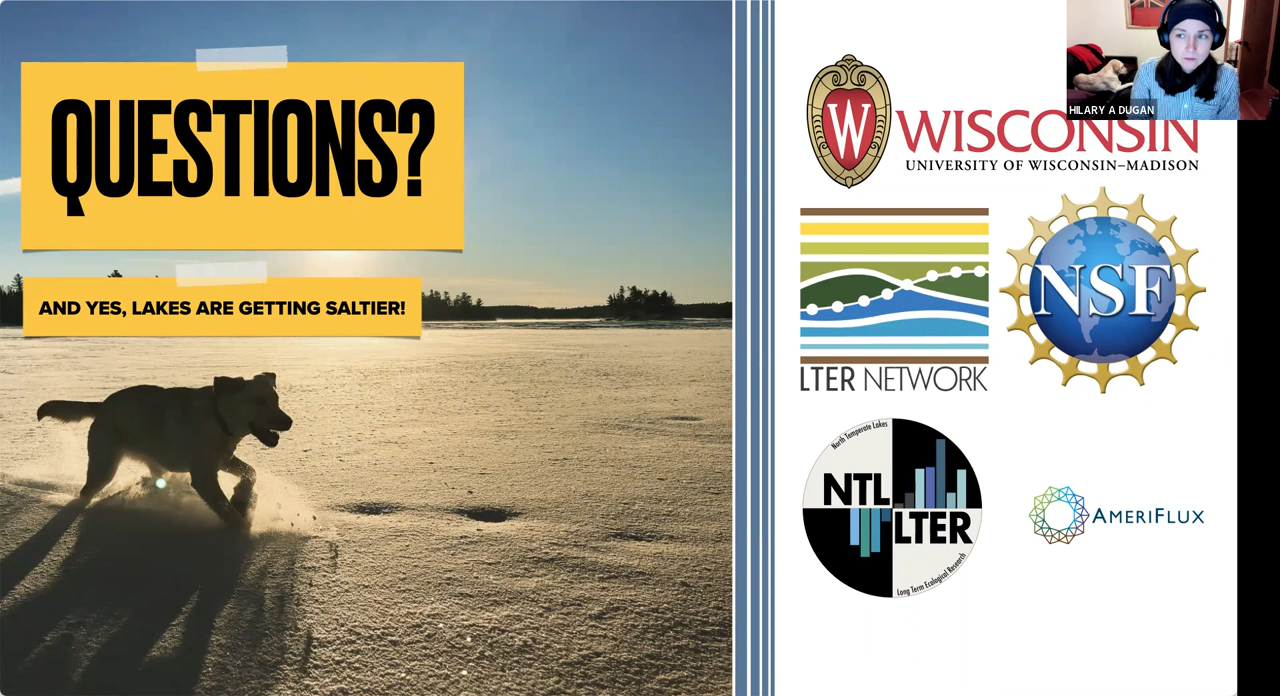 QUESTIONS?
AND YES, LAKES ARE GETTING SALTIER!
HILARY A DUGAN
W
WISCONSIN
UNIVERSITY OF WISCONSIN–MADISON
LTER NETWORK
NSF
North Temperate Lakes
NTL
LTER
Long Term Ecological Research
AMERIFLUX